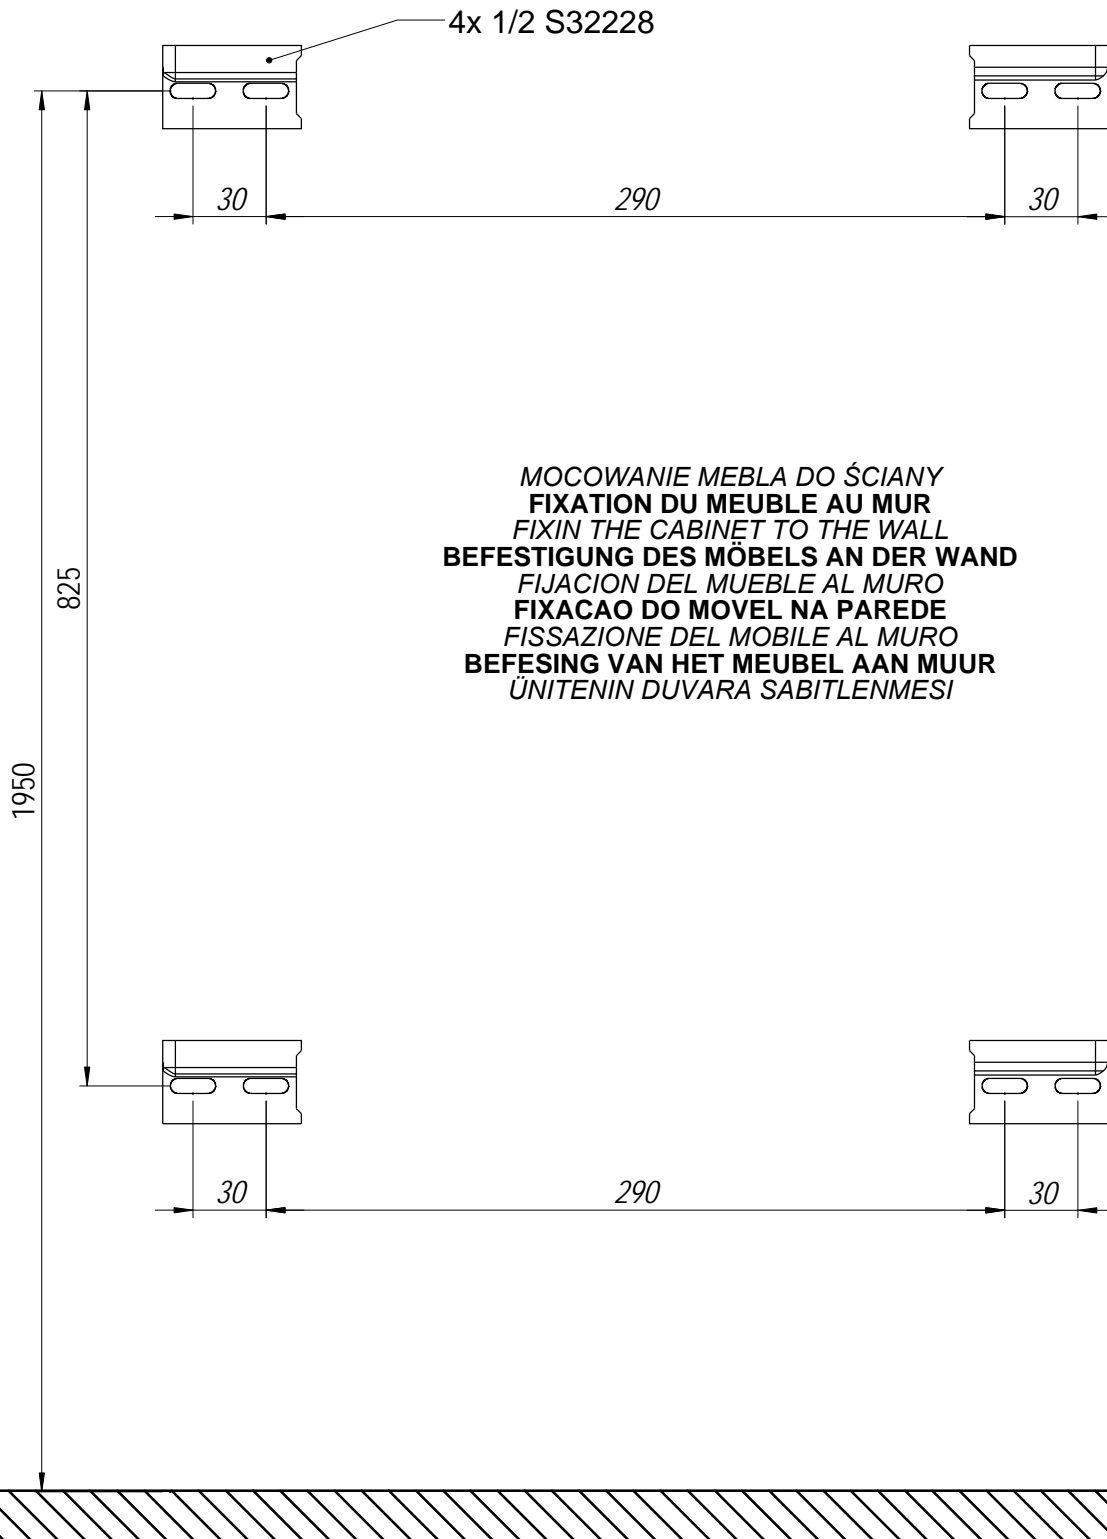 4x 1/2 S32228
30
290
30
MOCOWANIE MEBLA DO ŚCIANY
FIXATION DU MEUBLE AU MUR
FIXIN THE CABINET TO THE WALL
BEFESTIGUNG DES MÖBELS AN DER WAND
FIJACION DEL MUEBLE AL MURO
FIXACAO DO MOVEL NA PAREDE
FISSAZIONE DEL MOBILE AL MURO
BEFESING VAN HET MEUBEL AAN MUUR
ÜNITENIN DUVARA SABITLENMESI
825
1950
30
290
30